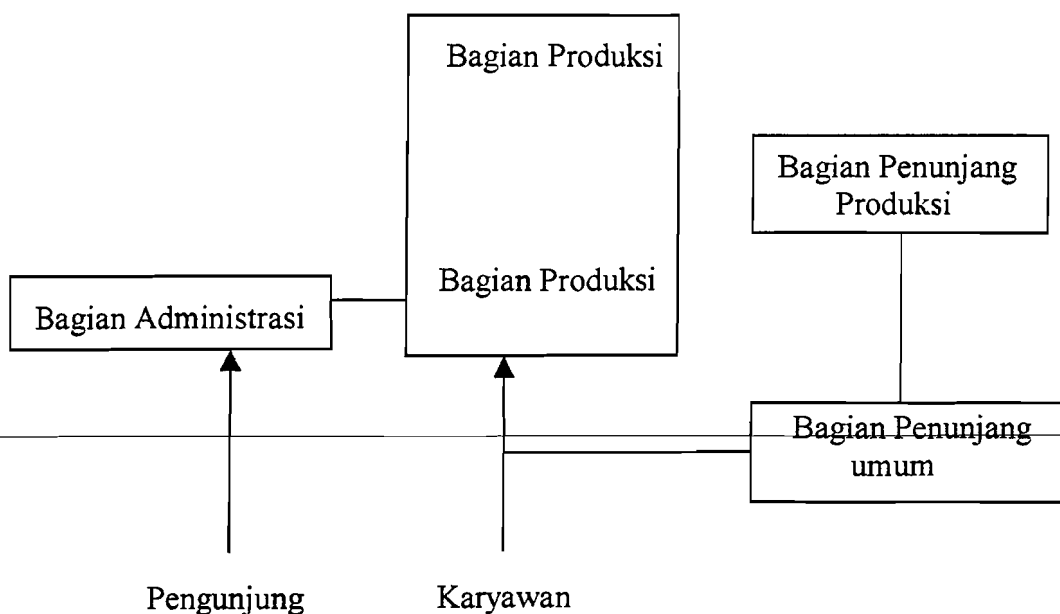 Bagian Produksi
Bagian Penunjang
Produksi
Bagian Produksi
Bagian Administrasi
Bagian Penunjang
umum
Pengunjung
Karyawan